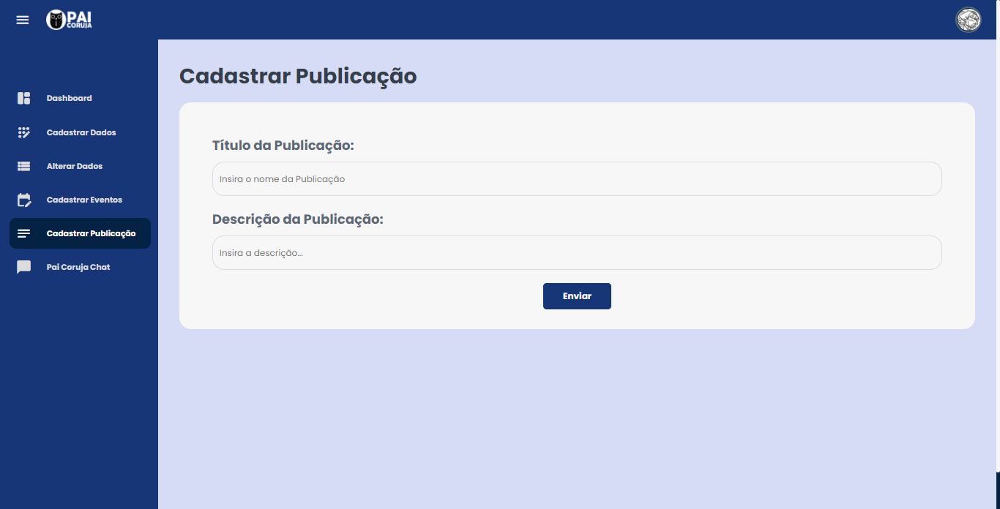 PAI
CORUJA
Dashboard
Cadastrar Dados
Alterar Dados
Cadastrar Eventos
Cadastrar Publicação
Pai Coruja Chat
Cadastrar Publicação
Título da Publicação:
Insira o nome da Publicação
Descrição da Publicação:
Insira a descrição...
Enviar